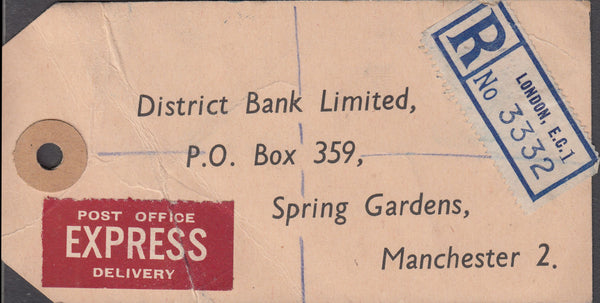 R
LONDON, E.C.1
No 3332
District Bank Limited,
P.O. Box 359,
Spring Gardens,
Manchester 2.
POST OFFICE
EXPRESS
DELIVERY